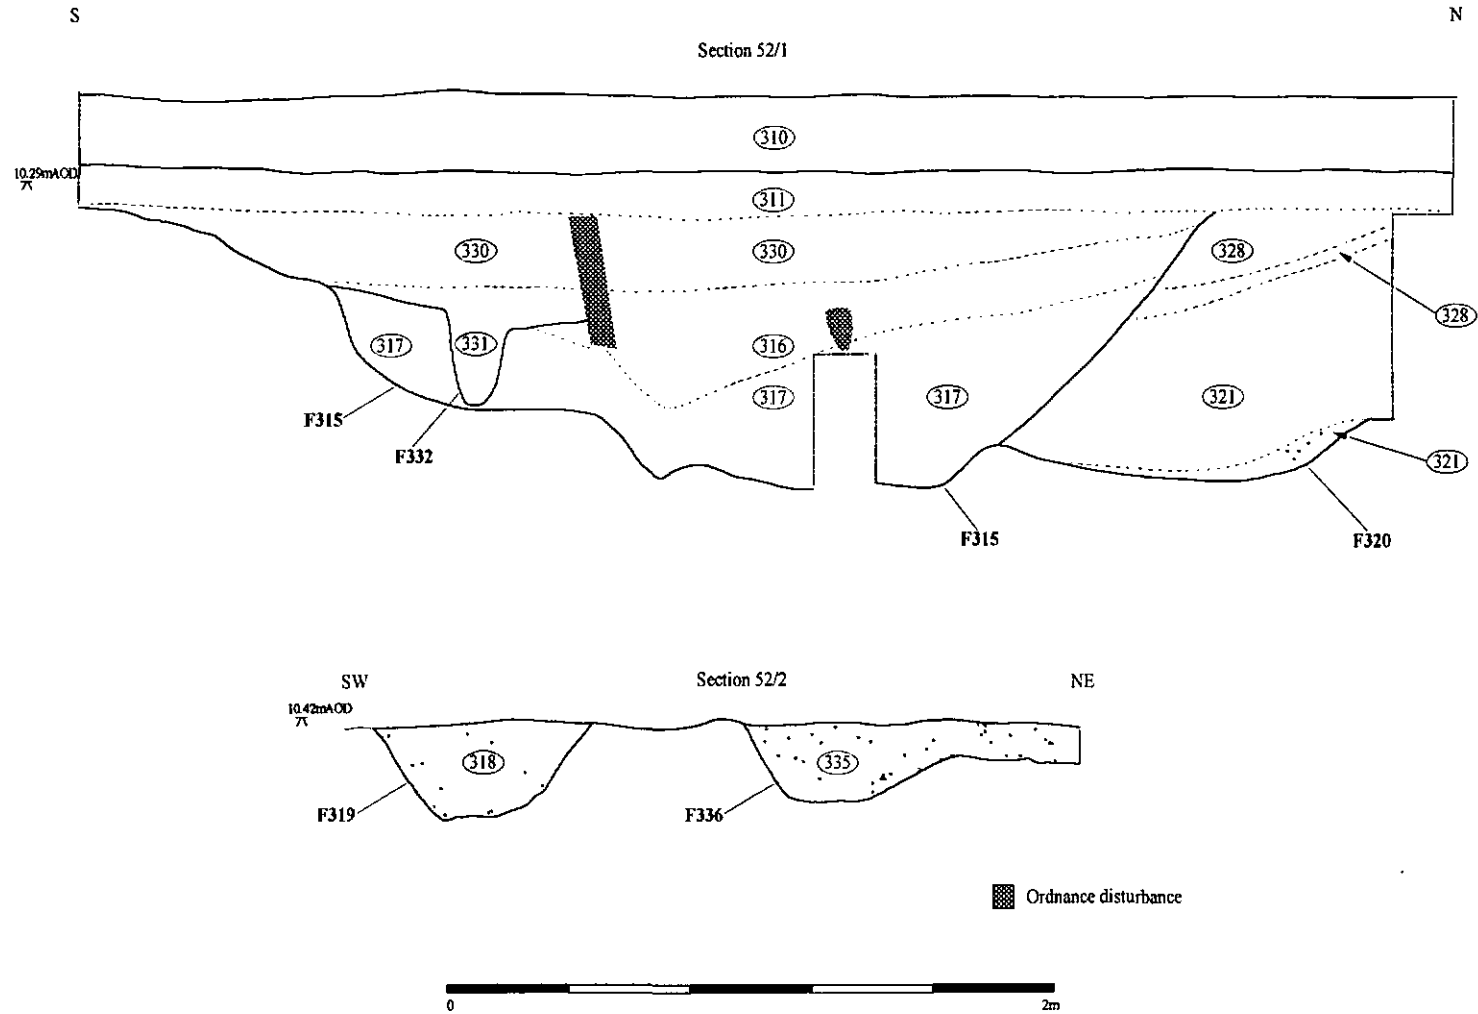 S
N
Section 52/1
310
10.29mAOD
311
330
330
328
328
317
331
316
317
317
321
F315
F332
321
F315
F320
SW
Section 52/2
NE
10.42mAOD
318
335
F319
F336
Ordnance disturbance
0
2m